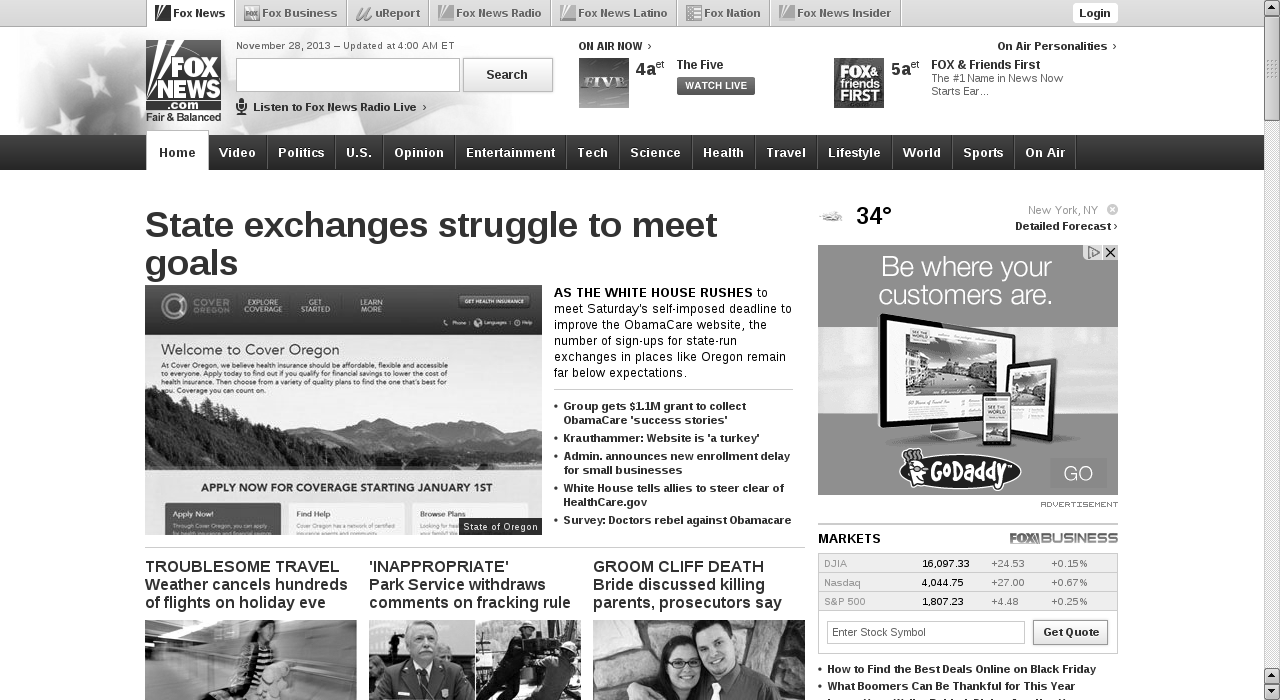 Fox News
Fox Business
uReport
Fox News Radio
Fox News Latino
Fox Nation
Fox News Insider
Login
FOX
NEWS
.com
Fair & Balanced
November 28, 2013 – Updated at 4:00 AM ET
Search
Listen to Fox News Radio Live ›
ON AIR NOW ›
FIVE
4a et
The Five
WATCH LIVE
On Air Personalities ›
FOX&
friends
FIRST
5a et
FOX & Friends First
The #1 Name in News Now
Starts Ear...
Home
Video
Politics
U.S.
Opinion
Entertainment
Tech
Science
Health
Travel
Lifestyle
World
Sports
On Air
State exchanges struggle to meet
goals
COVER
OREGON
EXPLORE
COVERAGE
GET
STARTED
LEARN
MORE
GET HEALTH INSURANCE
Phone
Languages
Help
Welcome to Cover Oregon
At Cover Oregon, we believe health insurance should be affordable, flexible and accessible
to everyone. Apply today to find out if you qualify for financial savings to lower the cost of
health insurance. Then choose from a variety of quality plans to find the one that's best for
you. Coverage you can count on.
APPLY NOW FOR COVERAGE STARTING JANUARY 1ST
Apply Now!
Through Cover Oregon, you can apply
Find Help
Cover Oregon has a network of certified
Browse Plans
State of Oregon
AS THE WHITE HOUSE RUSHES to
meet Saturday's self-imposed deadline to
improve the ObamaCare website, the
number of sign-ups for state-run
exchanges in places like Oregon remain
far below expectations.
• Group gets $1.1M grant to collect
ObamaCare 'success stories'
• Krauthammer: Website is 'a turkey'
• Admin. announces new enrollment delay
for small businesses
• White House tells allies to steer clear of
HealthCare.gov
• Survey: Doctors rebel against Obamacare
34°
New York, NY
Detailed Forecast ›
Be where your
customers are.
SEE THE
WORLD
GoDaddy
GO
ADVERTISEMENT
MARKETS
FOX BUSINESS
DJIA 16,097.33 +24.53 +0.15%
Nasdaq 4,044.75 +27.00 +0.67%
S&P 500 1,807.23 +4.48 +0.25%
Enter Stock Symbol
Get Quote
• How to Find the Best Deals Online on Black Friday
• What Boomers Can Be Thankful for This Year
TROUBLESOME TRAVEL
Weather cancels hundreds
of flights on holiday eve
'INAPPROPRIATE'
Park Service withdraws
comments on fracking rule
GROOM CLIFF DEATH
Bride discussed killing
parents, prosecutors say